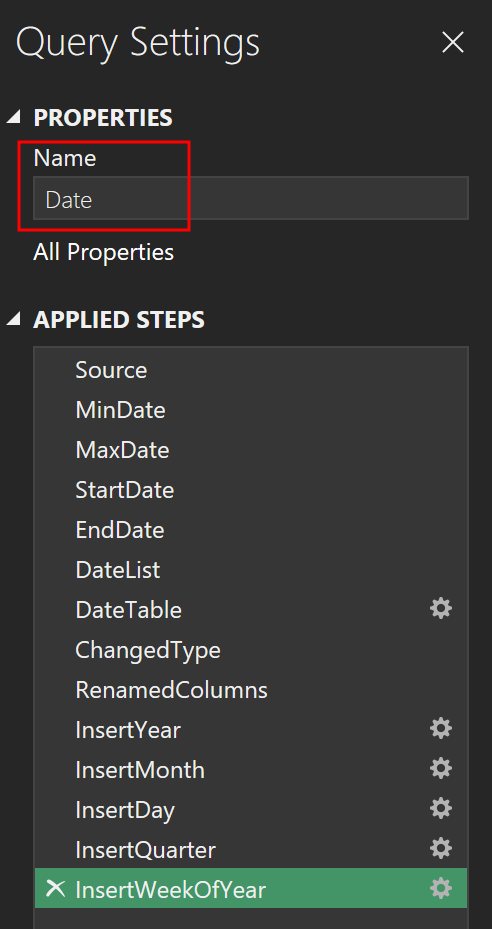 Query Settings
PROPERTIES
Name
Date
All Properties
APPLIED STEPS
Source
MinDate
MaxDate
StartDate
EndDate
DateList
DateTable
ChangedType
RenamedColumns
InsertYear
InsertMonth
InsertDay
InsertQuarter
InsertWeekOfYear